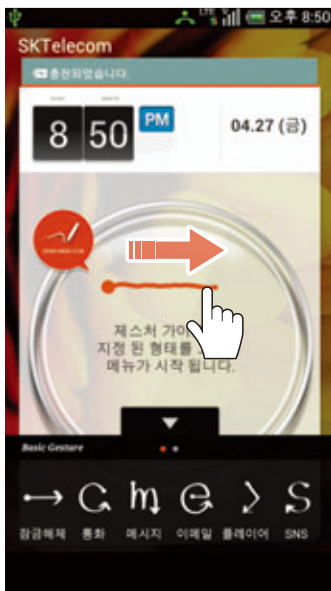 LTE 오후 8:50
SKTelecom
충전되었습니다.
8 50 PM
04.27 (금)
제스처 가이
지정 된 형태를
메뉴가 시작 됩니다.
Basic Gesture
잠금해제 통화 메시지 이메일 플레이어 SNS